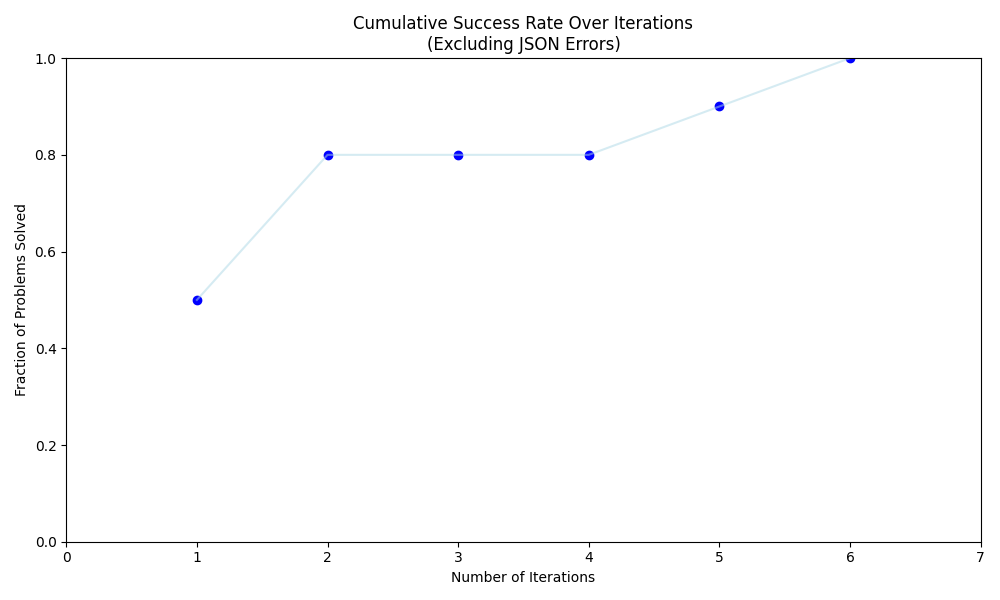 Cumulative Success Rate Over Iterations
(Excluding JSON Errors)
Fraction of Problems Solved
1.0
0.8
0.6
0.4
0.2
0.0
0 1 2 3 4 5 6 7
Number of Iterations